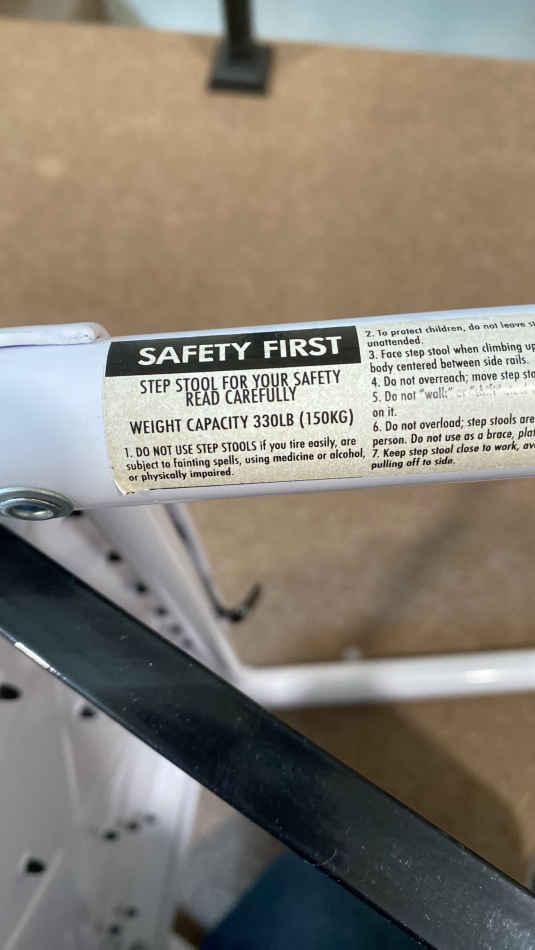 SAFETY FIRST
STEP STOOL FOR YOUR SAFETY
READ CAREFULLY
WEIGHT CAPACITY 330LB (150KG)
1. DO NOT USE STEP STOOLS if you tire easily, are
subject to fainting spells, using medicine or alcohol,
or physically impaired.
2. To protect children, do not leave
unattended.
3. Face step stool when climbing up
body centered between side rails.
4. Do not overreach; move step
5. Do not "walk"
on it.
6. Do not overload; step stools are
person. Do not use as a brace,
7. Keep step stool close to work,
pulling off to side.